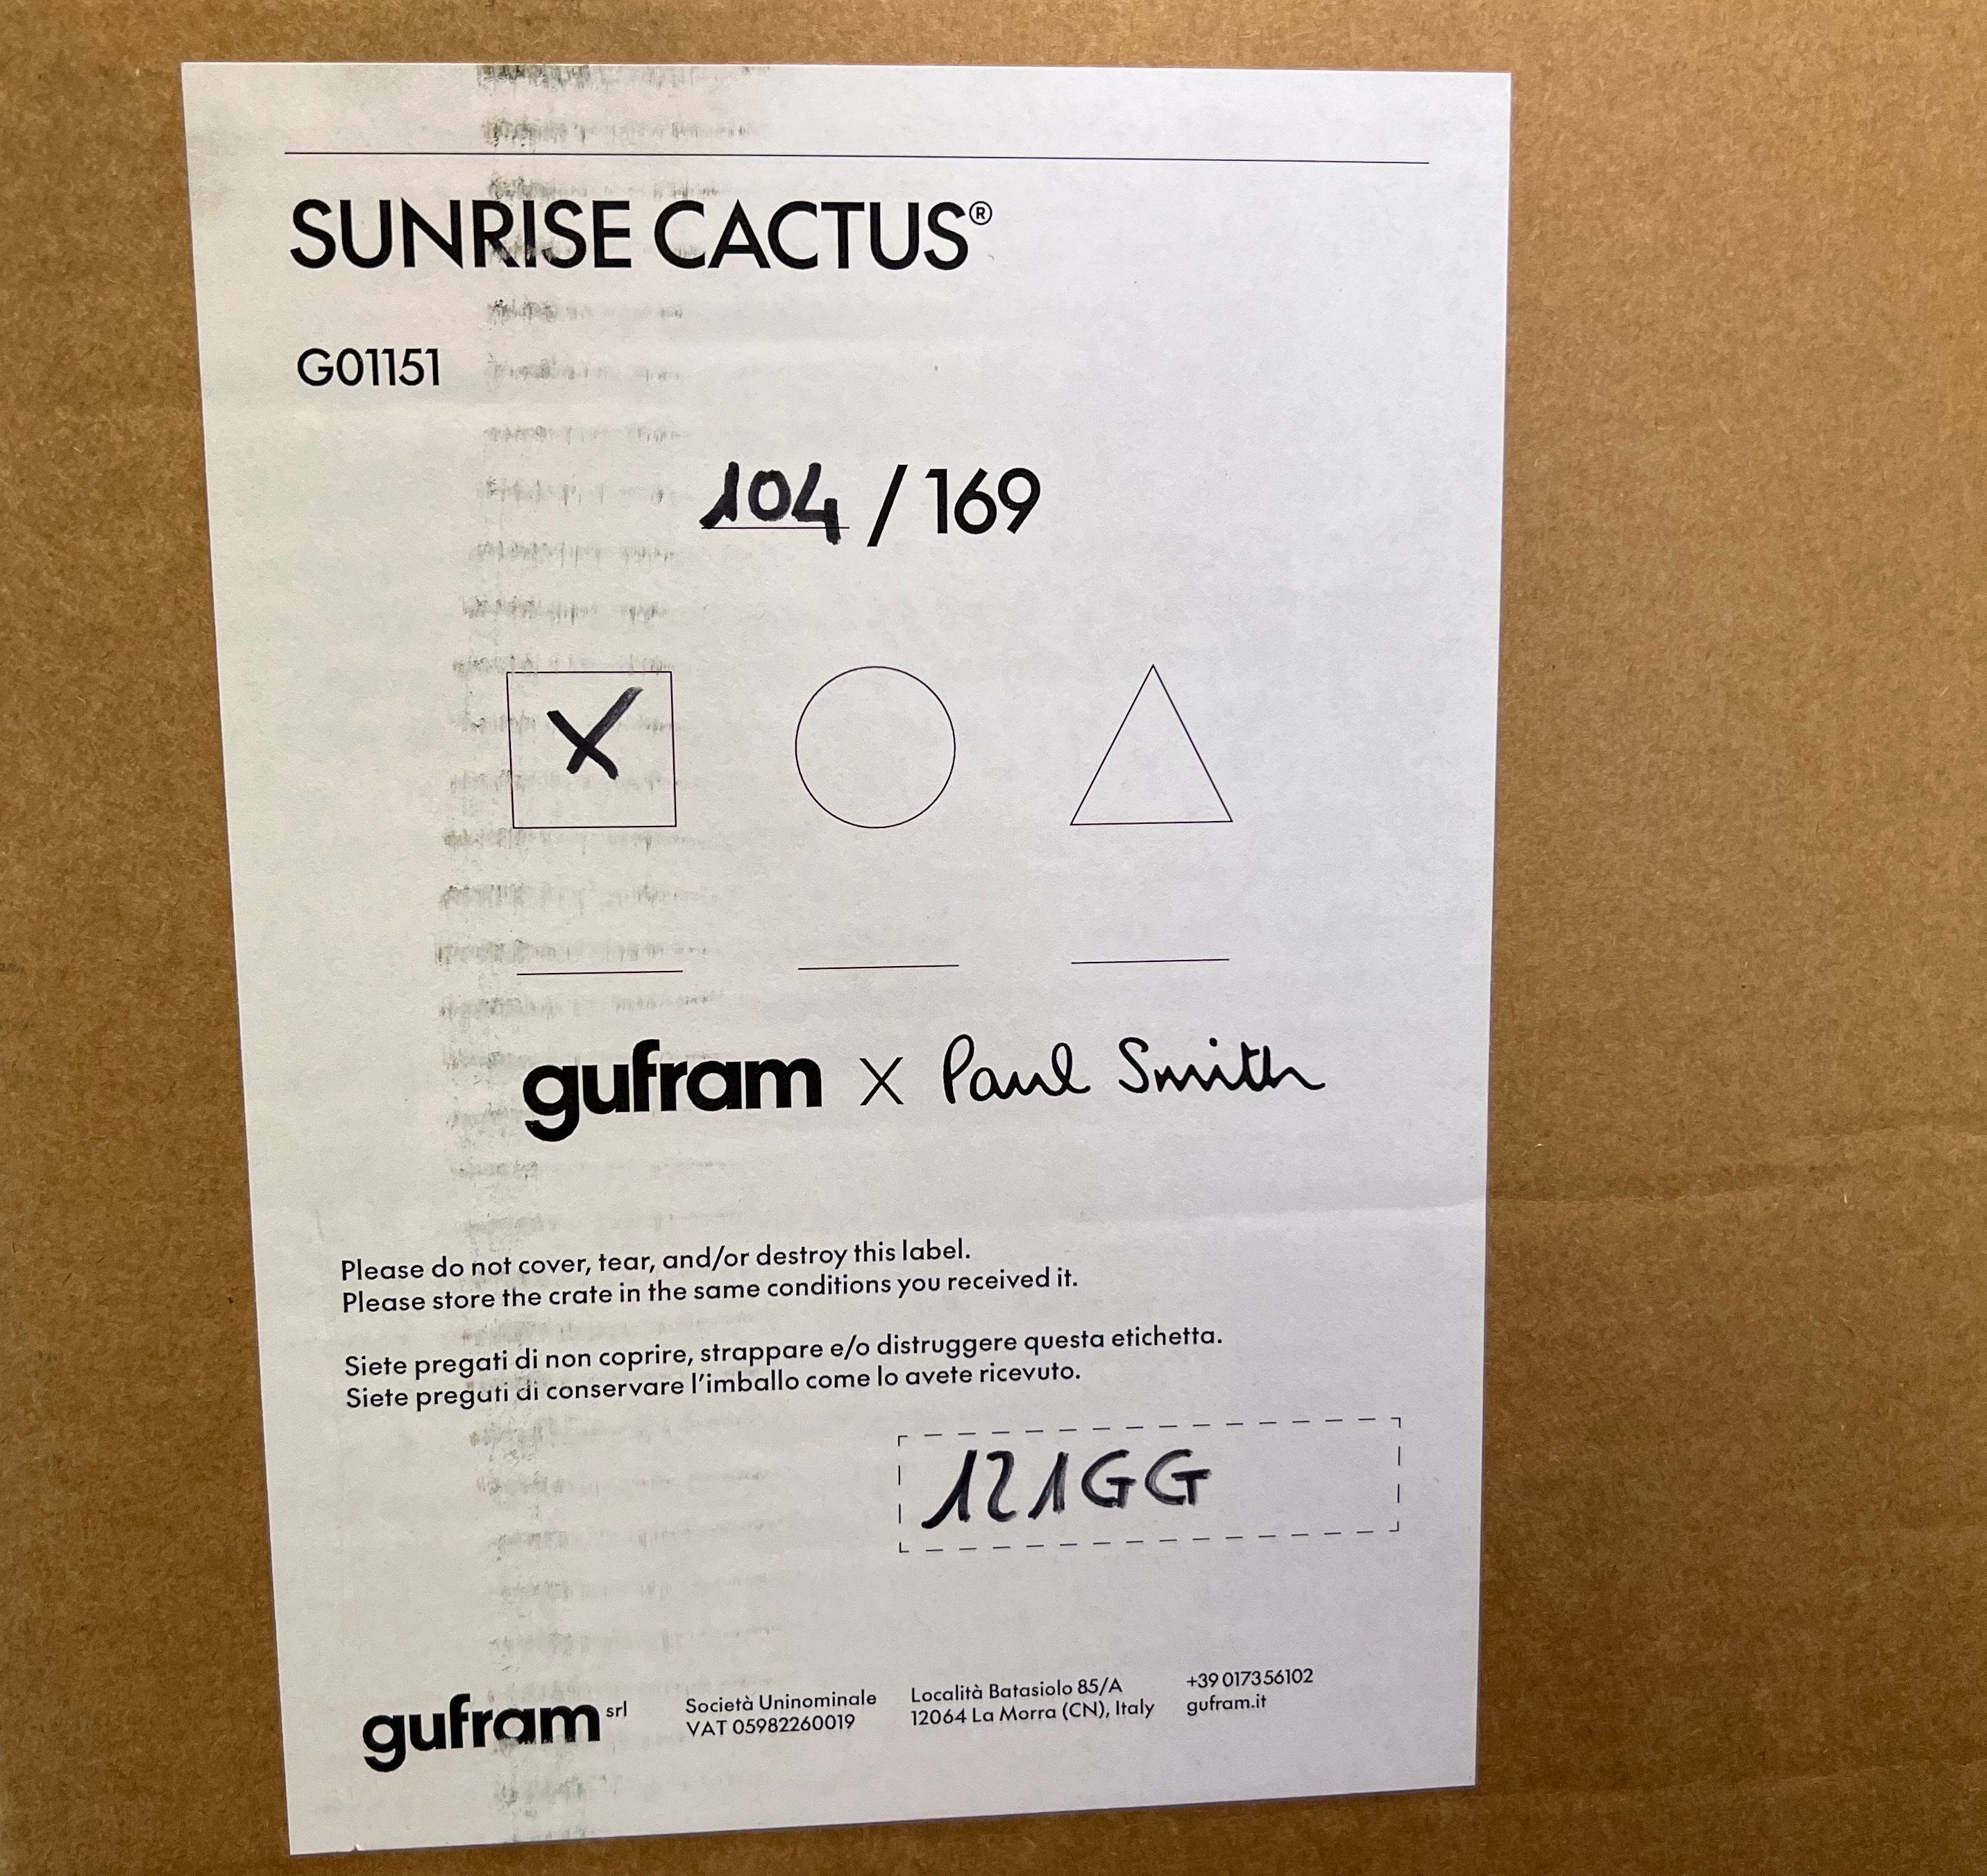 SUNRISE CACTUS®
G01151
104 / 169
X
gufram X Paul Smith
Please do not cover, tear, and/or destroy this label.
Please store the crate in the same conditions you received it.
Siete pregati di non coprire, strappare e/o distruggere questa etichetta.
Siete pregati di conservare l'imballo come lo avete ricevuto.
121GG
gufram srl
Società Uninominale
VAT 05982260019
Località Batasiolo 85/A
12064 La Morra (CN), Italy
+39 017356102
gufram.it